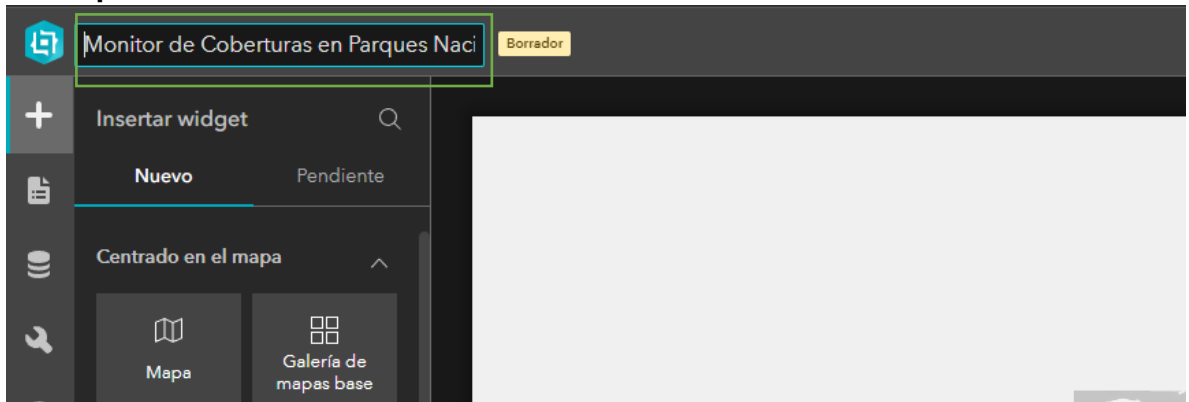 Monitor de Coberturas en Parques Naci
Borrador
Insertar widget
Nuevo Pendiente
Centrado en el mapa
Mapa
Galería de
mapas base